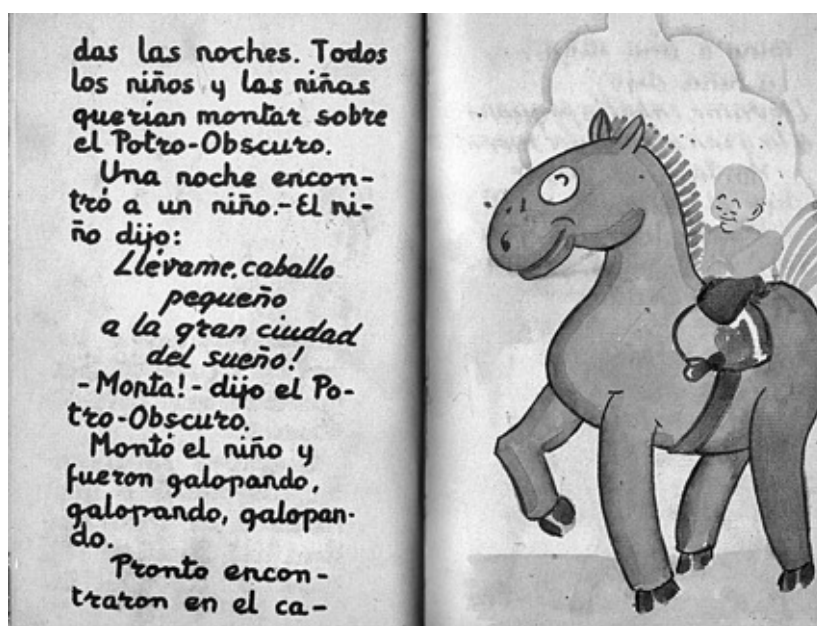 das las noches. Todos
los niños y las niñas
querían montar sobre
el Potro-Obscuro.
Una noche encon-
tró a un niño.-El ni-
ño dijo:
Llévame, caballo
pequeño
a la gran ciudad
del sueño!
-Monta!- dijo el Po-
tro-Obscuro.
Montó el niño y
fueron galopando,
galopando, galopan-
do.
Pronto encon-
traron en el ca-